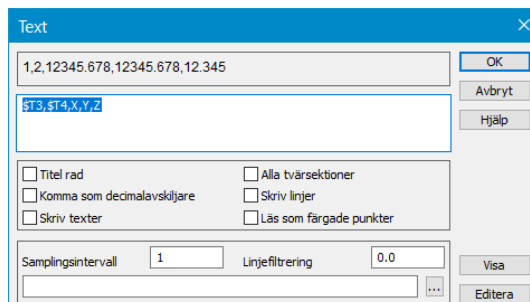 Text
1,2,12345.678,12345.678,12.345
OK
$T3,$T4,X,Y,Z
Avbryt
Hjälp
Titel rad
Alla tvärsektioner
Komma som decimalavskiljare
Skriv linjer
Skriv texter
Läs som färgade punkter
Samplingsintervall 1 Linjefiltrering 0.0
Visa
...
Editera